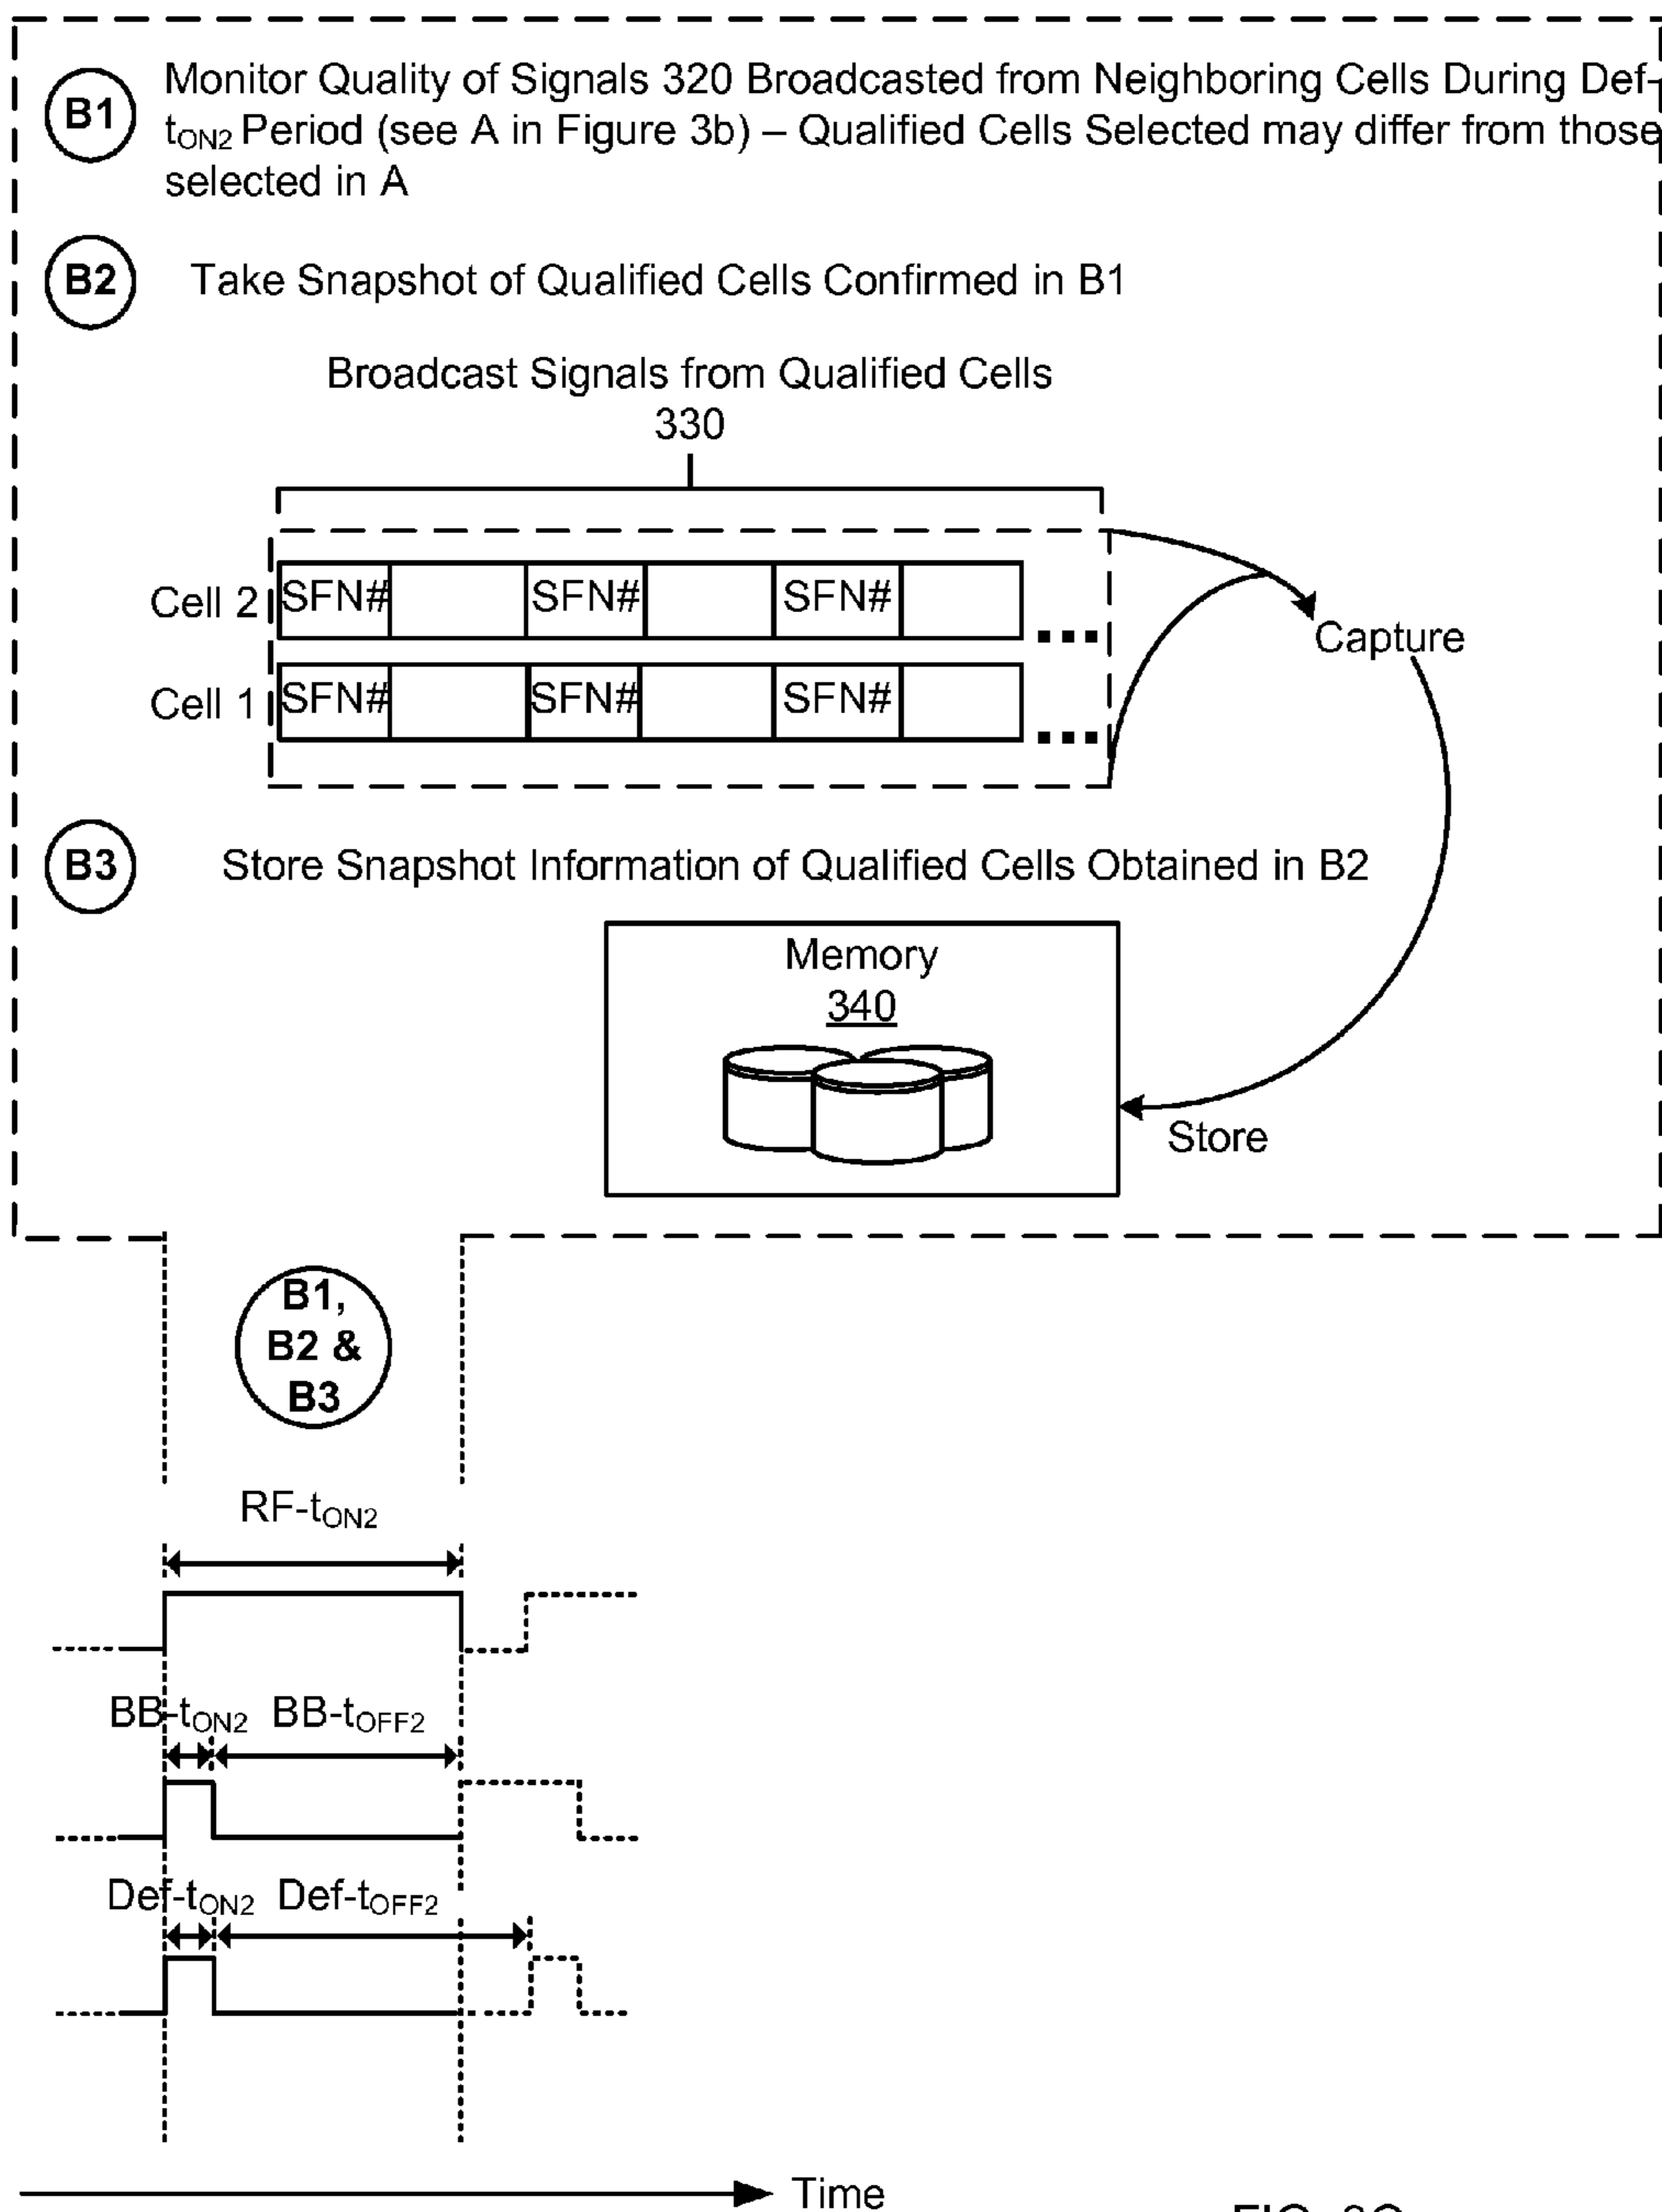 B1
Monitor Quality of Signals 320 Broadcasted from Neighboring Cells During Def-
tON2 Period (see A in Figure 3b) – Qualified Cells Selected may differ from those
selected in A
B2
Take Snapshot of Qualified Cells Confirmed in B1
Broadcast Signals from Qualified Cells
330
Cell 2 SFN# SFN# SFN# ...
Capture
Cell 1 SFN# SFN# SFN# ...
B3
Store Snapshot Information of Qualified Cells Obtained in B2
Memory
340
Store
B1,
B2 &
B3
RF-tON2
BB-tON2 BB-tOFF2
Def-tON2 Def-tOFF2
Time